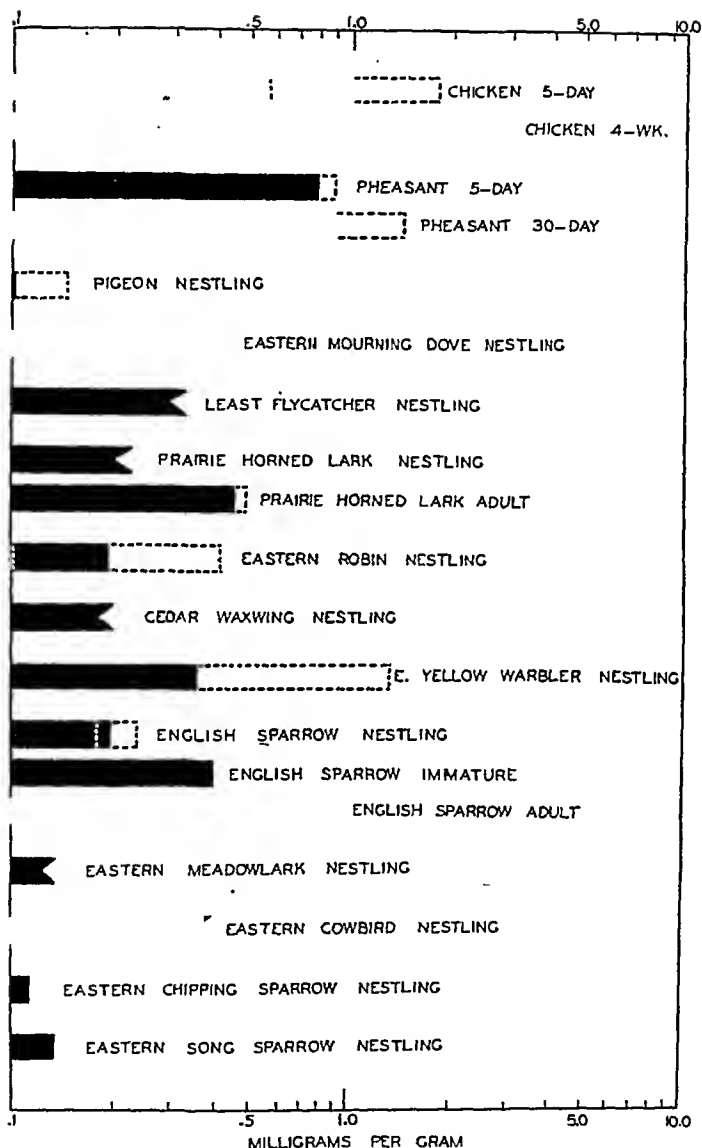 .1 .5 1.0 5.0 10.0
CHICKEN 5-DAY
CHICKEN 4-WK.
PHEASANT 5-DAY
PHEASANT 30-DAY
PIGEON NESTLING
EASTERN MOURNING DOVE NESTLING
LEAST FLYCATCHER NESTLING
PRAIRIE HORNED LARK NESTLING
PRAIRIE HORNED LARK ADULT
EASTERN ROBIN NESTLING
CEDAR WAXWING NESTLING
E. YELLOW WARBLER NESTLING
ENGLISH SPARROW NESTLING
ENGLISH SPARROW IMMATURE
ENGLISH SPARROW ADULT
EASTERN MEADOWLARK NESTLING
EASTERN COWBIRD NESTLING
EASTERN CHIPPING SPARROW NESTLING
EASTERN SONG SPARROW NESTLING
.1 .5 1.0 5.0 10.0
MILLIGRAMS PER GRAM